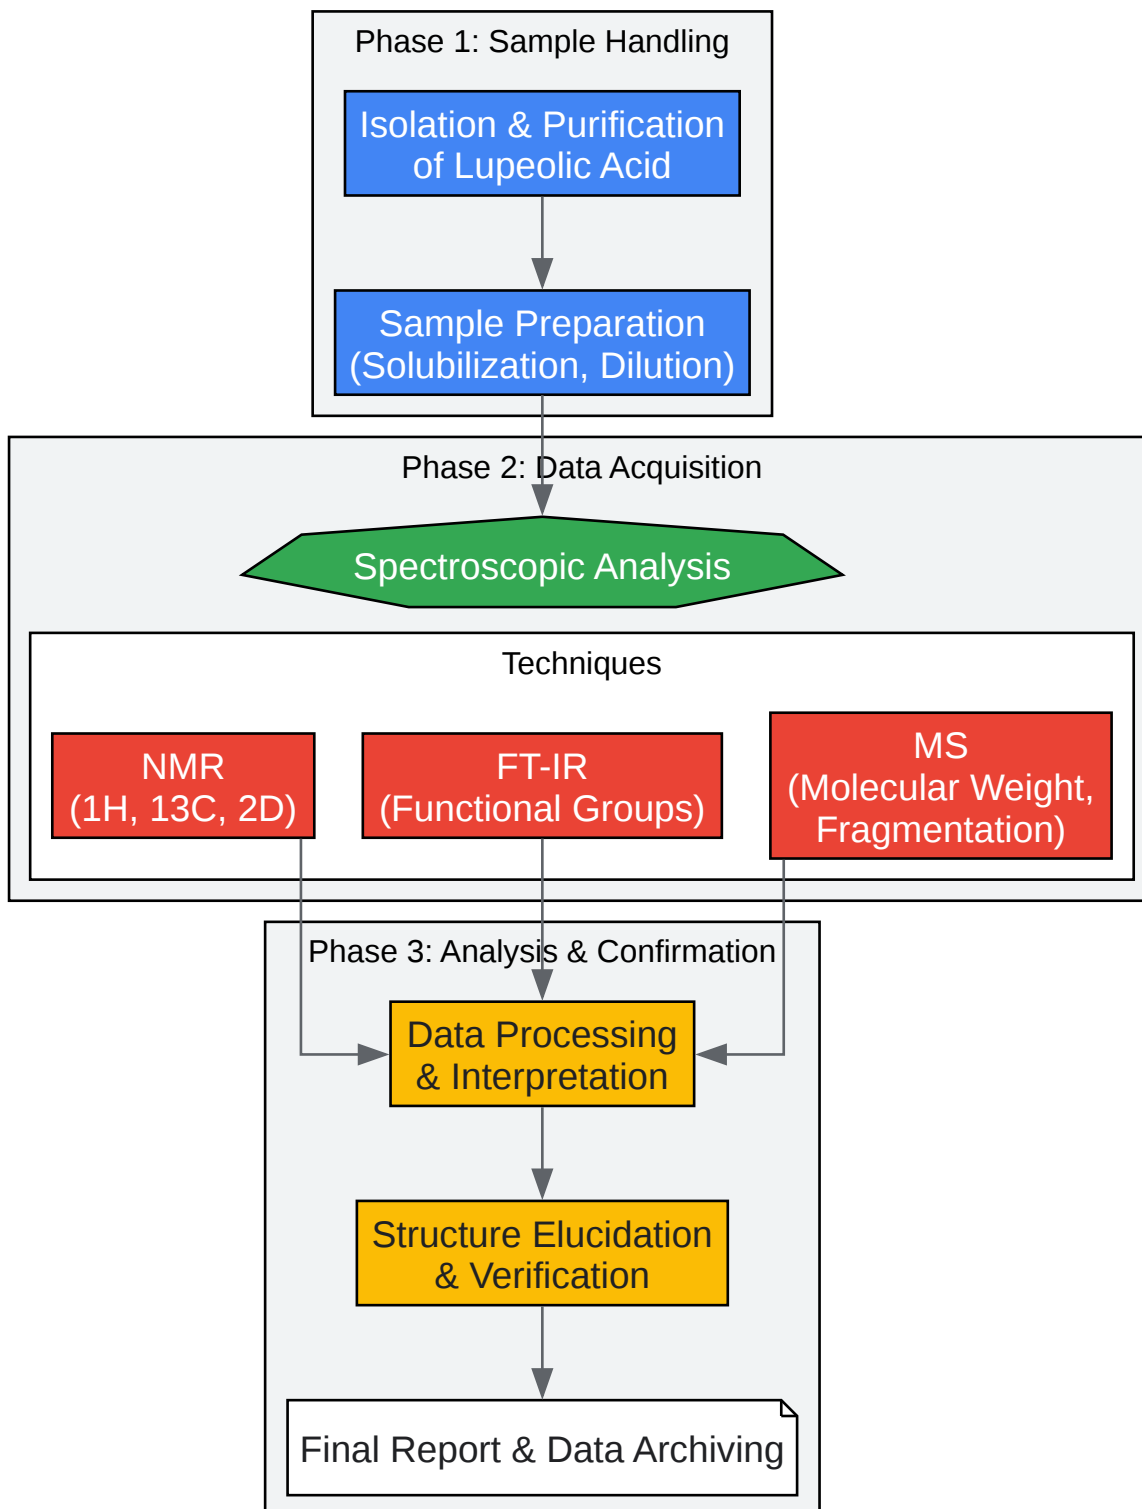 Phase 1: Sample Handling
Isolation & Purification
of Lupeolic Acid
Sample Preparation
(Solubilization, Dilution)
Phase 2: Data Acquisition
Spectroscopic Analysis
Techniques
NMR
(1H, 13C, 2D)
FT-IR
(Functional Groups)
MS
(Molecular Weight,
Fragmentation)
Phase 3: Analysis & Confirmation
Data Processing
& Interpretation
Structure Elucidation
& Verification
Final Report & Data Archiving